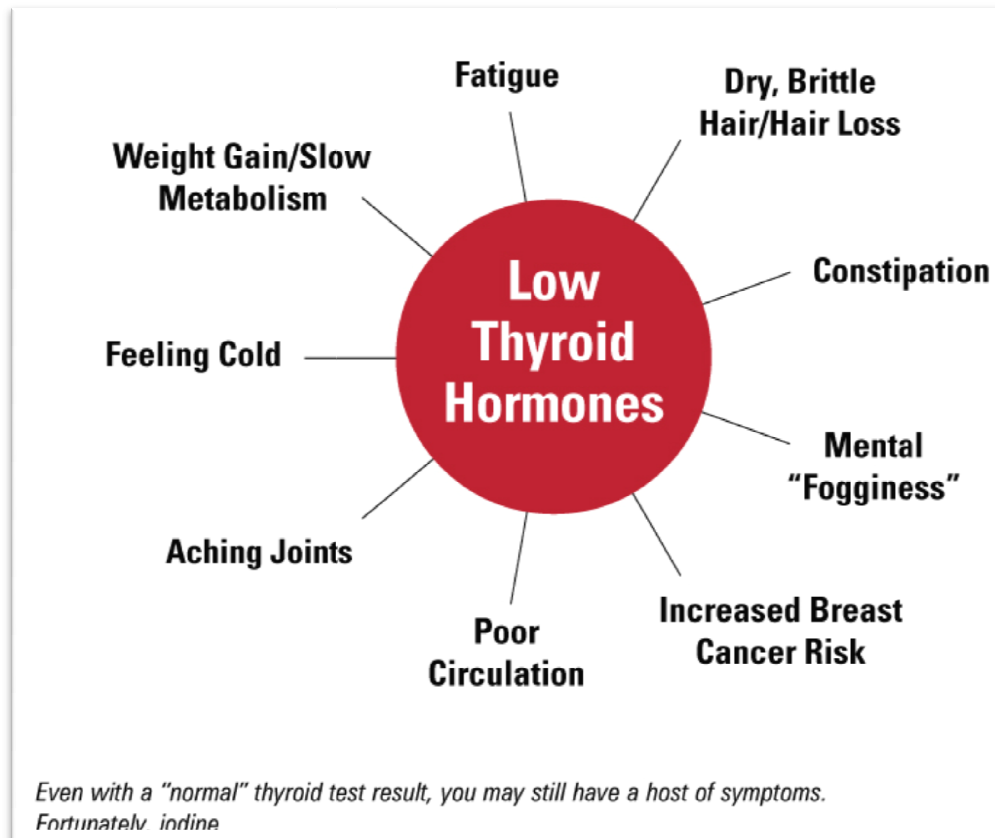 Fatigue
Dry, Brittle
Hair/Hair Loss
Weight Gain/Slow
Metabolism
Low
Thyroid
Hormones
Constipation
Feeling Cold
Mental
“Fogginess”
Aching Joints
Increased Breast
Cancer Risk
Poor
Circulation
Even with a “normal” thyroid test result, you may still have a host of symptoms.
Fortunately, iodine